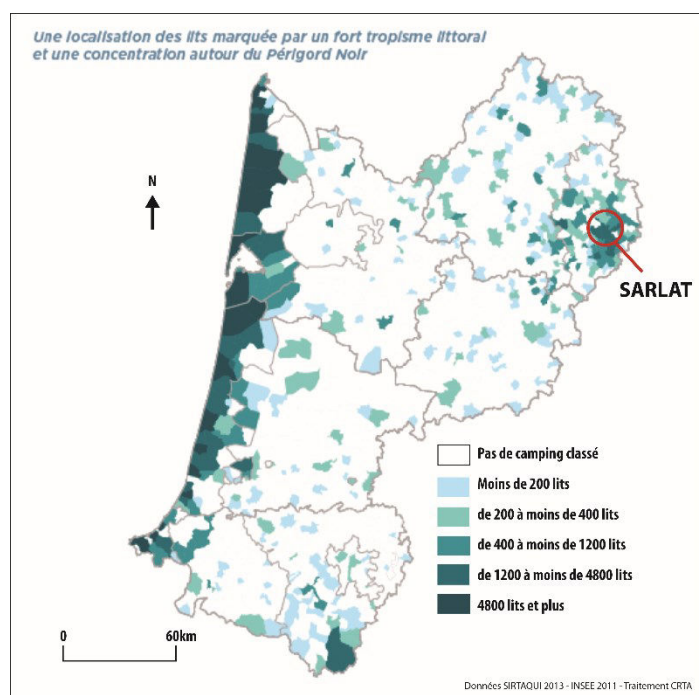 Une localisation des lits marquée par un fort tropisme littoral
et une concentration autour du Périgord Noir
N
SARLAT
Pas de camping classé
Moins de 200 lits
de 200 à moins de 400 lits
de 400 à moins de 1200 lits
de 1200 à moins de 4800 lits
4800 lits et plus
0 60km
Données SIRTAQUI 2013 - INSEE 2011 - Traitement CRTA